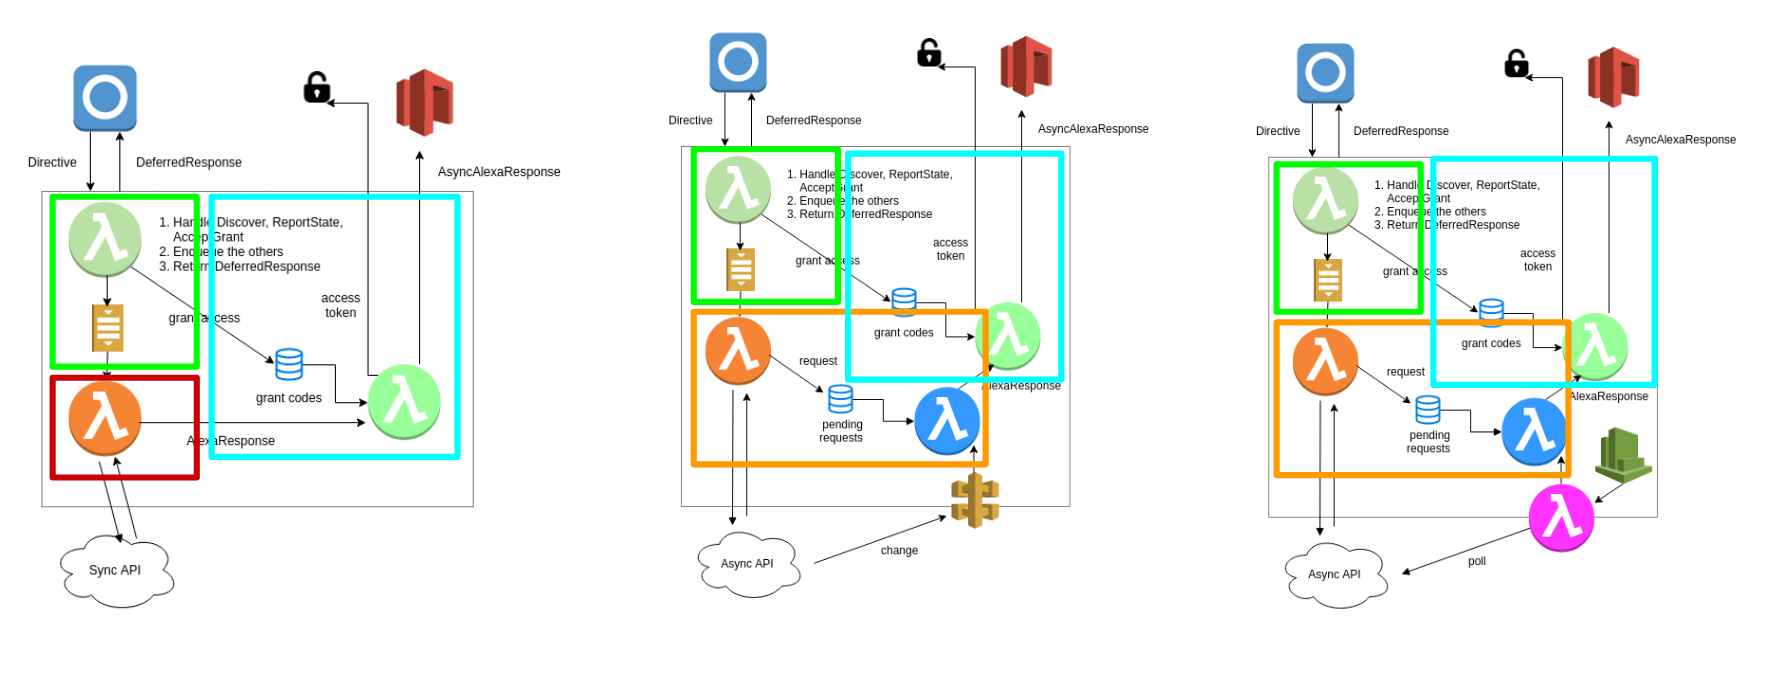 Directive
DeferredResponse
AsyncAlexaResponse
1. Handle Discover, ReportState,
AcceptGrant
2. Enqueue the others
3. Return DeferredResponse
access
token
grant access
grant codes
AlexaResponse
Sync API
Directive
DeferredResponse
AsyncAlexaResponse
1. Handle Discover, ReportState,
AcceptGrant
2. Enqueue the others
3. Return DeferredResponse
access
token
grant access
grant codes
request
AlexaResponse
pending
requests
change
Async API
Directive
DeferredResponse
AsyncAlexaResponse
1. Handle Discover, ReportState,
AcceptGrant
2. Enqueue the others
3. Return DeferredResponse
access
token
grant access
grant codes
request
AlexaResponse
pending
requests
poll
Async API